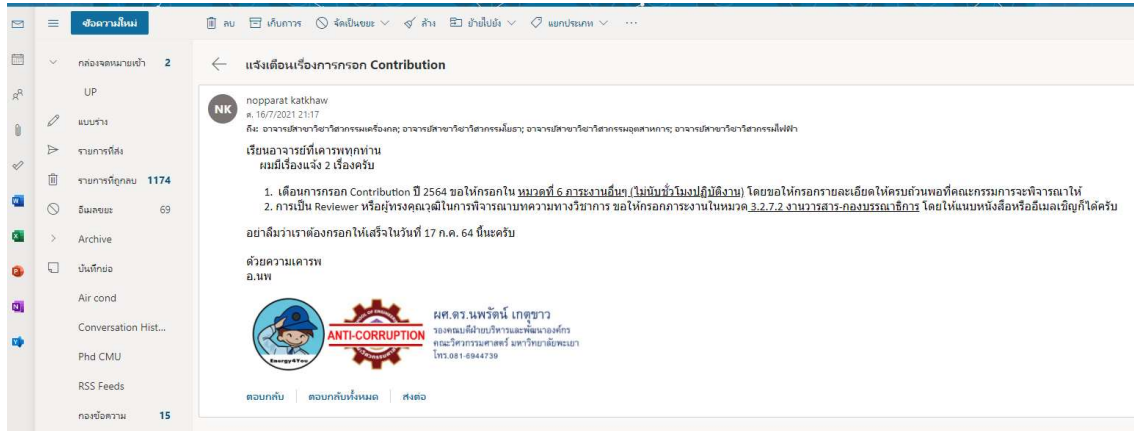 ข้อความใหม่
ลบ เก็บถาวร จัดเป็นขยะ ล้าง ย้ายไปยัง แยกประเภท
กล่องจดหมายเข้า 2
UP
แบบร่าง
รายการที่ส่ง
รายการที่ถูกลบ 1174
อีเมลขยะ 69
Archive
บันทึกย่อ
Air cond
Conversation Hist...
Phd CMU
RSS Feeds
กองข้อความ 15
แจ้งเตือนเรื่องการกรอก Contribution
NK
nopparat katkhaw
ศ. 16/7/2021 21:17
ถึง: อาจารย์สาขาวิชาวิศวกรรมเครื่องกล; อาจารย์สาขาวิชาวิศวกรรมโยธา; อาจารย์สาขาวิชาวิศวกรรมอุตสาหการ; อาจารย์สาขาวิชาวิศวกรรมไฟฟ้า
เรียนอาจารย์ที่เคารพทุกท่าน
ผมมีเรื่องแจ้ง 2 เรื่องครับ
1. เตือนการกรอก Contribution ปี 2564 ขอให้กรอกใน หมวดที่ 6 ภาระงานอื่นๆ (ไม่นับชั่วโมงปฏิบัติงาน) โดยขอให้กรอกรายละเอียดให้ครบถ้วนพอที่คณะกรรมการจะพิจารณาได้
2. การเป็น Reviewer หรือผู้ทรงคุณวุฒิในการพิจารณาบทความทางวิชาการ ขอให้กรอกภาระงานในหมวด 3.2.7.2 งานวารสาร-กองบรรณาธิการ โดยให้แนบหนังสือหรืออีเมลเชิญก็ได้ครับ
อย่าลืมว่าเราต้องกรอกให้เสร็จในวันที่ 17 ก.ค. 64 นี้นะครับ
ด้วยความเคารพ
อ.นพ
Energy4You
ANTI-CORRUPTION
ผศ.ดร.นพรัตน์ เกตุขาว
รองคณบดีฝ่ายบริหารและพัฒนาองค์กร
คณะวิศวกรรมศาสตร์ มหาวิทยาลัยพะเยา
โทร.081-6944739
ตอบกลับ ตอบกลับทั้งหมด ส่งต่อ